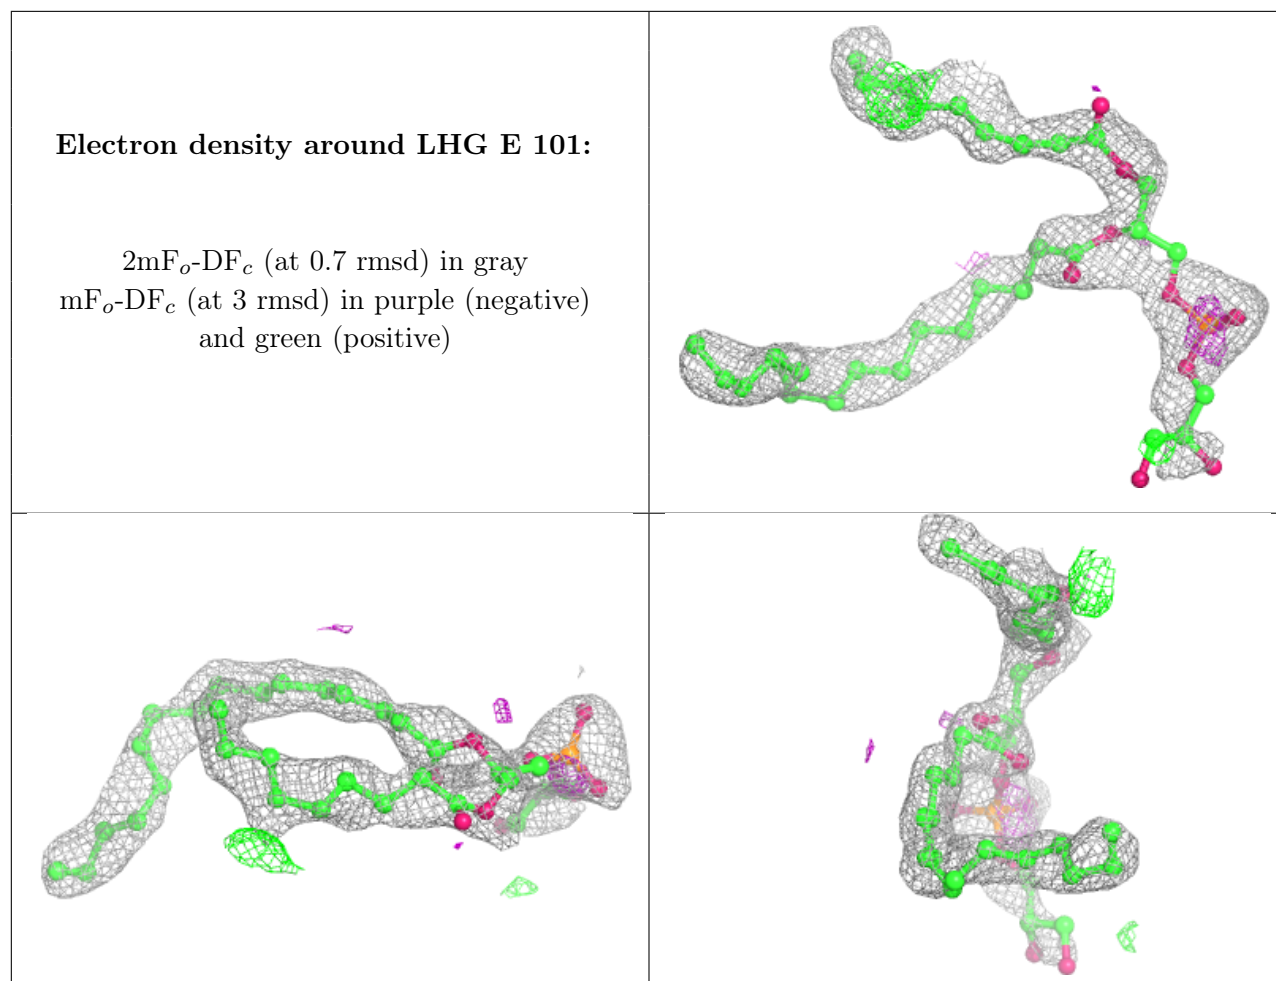 Electron density around LHG E 101:
2mFo-DFc (at 0.7 rmsd) in gray
mFo-DFc (at 3 rmsd) in purple (negative)
and green (positive)